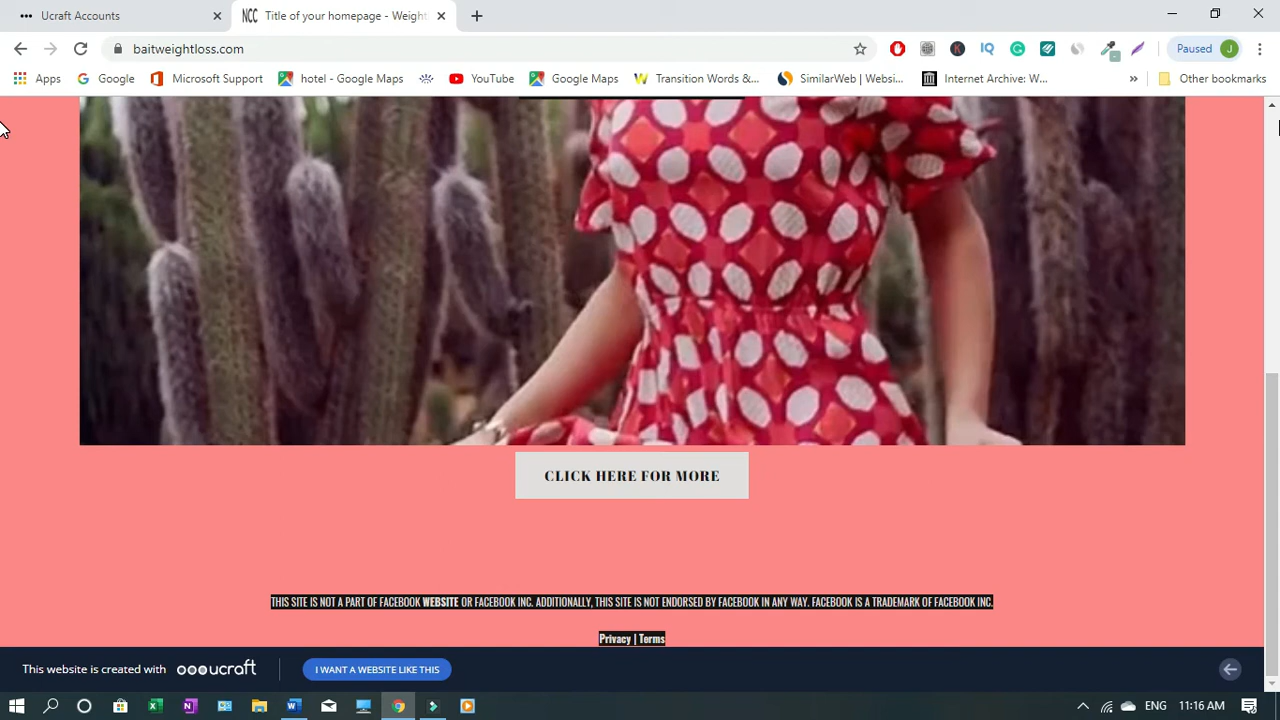 Ucraft Accounts
NCC Title of your homepage - Weight
baitweightloss.com
Paused J
Apps Google Microsoft Support hotel - Google Maps YouTube Google Maps Transition Words &... SimilarWeb | Websi... Internet Archive: W... » Other bookmarks
CLICK HERE FOR MORE
THIS SITE IS NOT A PART OF FACEBOOK WEBSITE OR FACEBOOK INC. ADDITIONALLY, THIS SITE IS NOT ENDORSED BY FACEBOOK IN ANY WAY. FACEBOOK IS A TRADEMARK OF FACEBOOK INC.
Privacy | Terms
This website is created with ucraft I WANT A WEBSITE LIKE THIS
ENG 11:16 AM